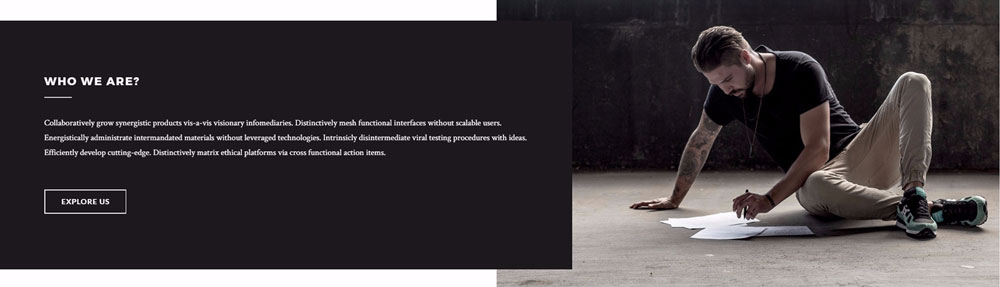 WHO WE ARE?
Collaboratively grow synergistic products vis-a-vis visionary infomediaries. Distinctively mesh functional interfaces without scalable users.
Energistically administrate intermandated materials without leveraged technologies. Intrinsicly disintermediate viral testing procedures with ideas.
Efficiently develop cutting-edge. Distinctively matrix ethical platforms via cross functional action items.
EXPLORE US